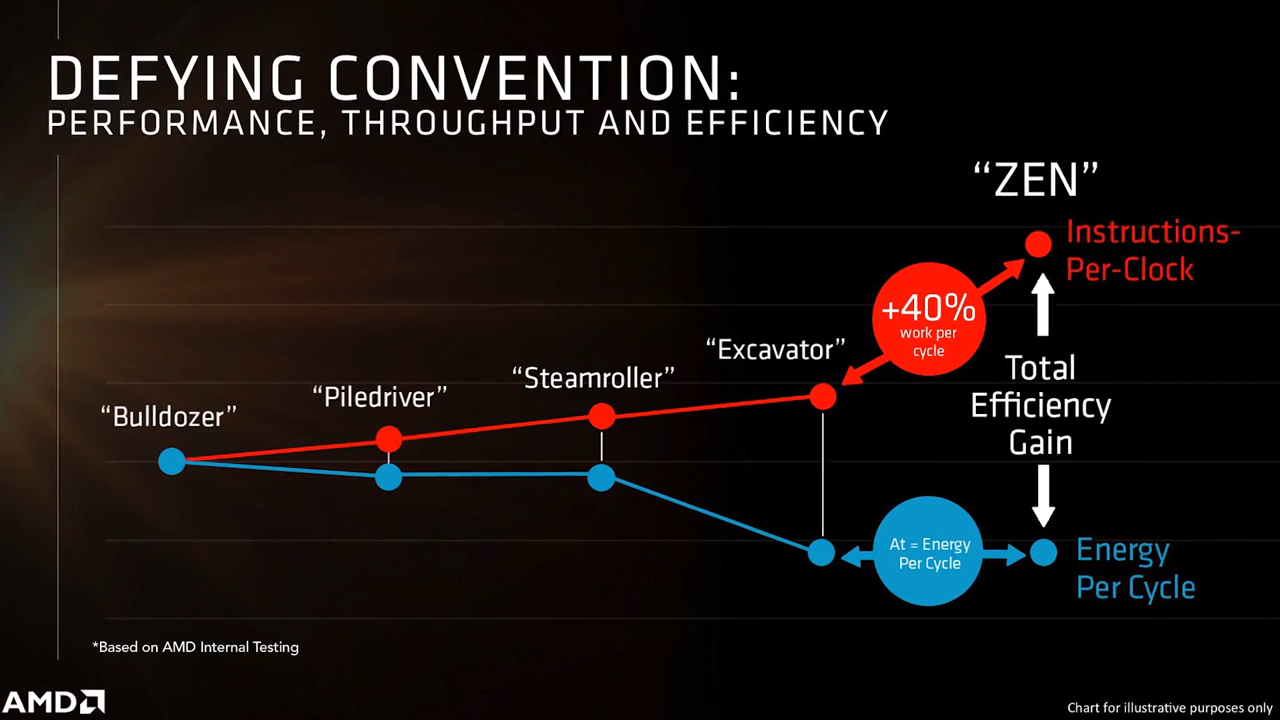 DEFYING CONVENTION:
PERFORMANCE, THROUGHPUT AND EFFICIENCY
“ZEN”
Instructions-
Per-Clock
+40%
work per
cycle
“Excavator”
“Steamroller”
“Piledriver”
“Bulldozer”
Total
Efficiency
Gain
At = Energy
Per Cycle
Energy
Per Cycle
*Based on AMD Internal Testing
AMD
Chart for illustrative purposes only